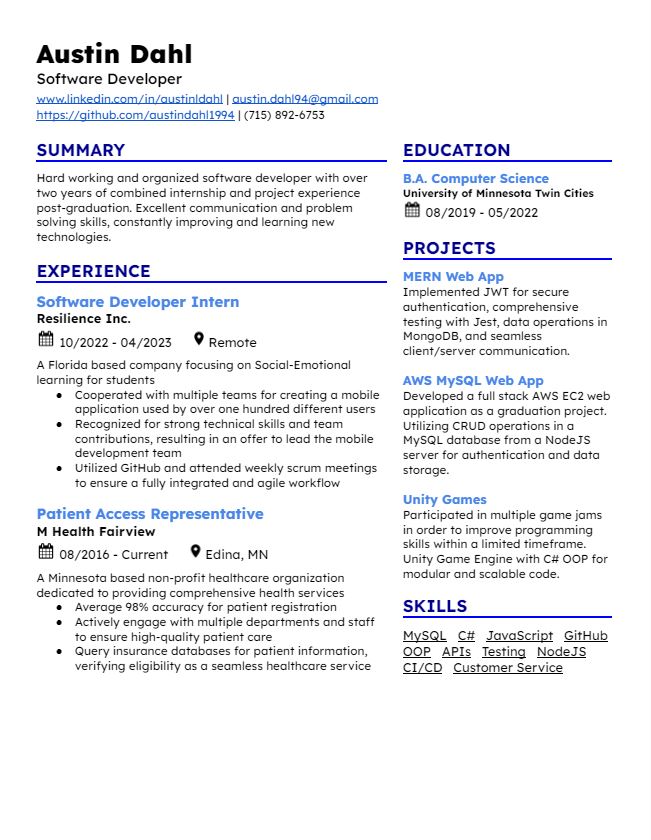 Austin Dahl
Software Developer
www.linkedin.com/in/austinldahl | austin.dahl94@gmail.com
https://github.com/austindahl1994 | (715) 892-6753
SUMMARY
Hard working and organized software developer with over
two years of combined internship and project experience
post-graduation. Excellent communication and problem
solving skills, constantly improving and learning new
technologies.
EXPERIENCE
Software Developer Intern
Resilience Inc.
10/2022 - 04/2023 Remote
A Florida based company focusing on Social-Emotional
learning for students
● Cooperated with multiple teams for creating a mobile
application used by over one hundred different users
● Recognized for strong technical skills and team
contributions, resulting in an offer to lead the mobile
development team
● Utilized GitHub and attended weekly scrum meetings
to ensure a fully integrated and agile workflow
Patient Access Representative
M Health Fairview
08/2016 - Current Edina, MN
A Minnesota based non-profit healthcare organization
dedicated to providing comprehensive health services
● Average 98% accuracy for patient registration
● Actively engage with multiple departments and staff
to ensure high-quality patient care
● Query insurance databases for patient information,
verifying eligibility as a seamless healthcare service
EDUCATION
B.A. Computer Science
University of Minnesota Twin Cities
08/2019 - 05/2022
PROJECTS
MERN Web App
Implemented JWT for secure
authentication, comprehensive
testing with Jest, data operations in
MongoDB, and seamless
client/server communication.
AWS MySQL Web App
Developed a full stack AWS EC2 web
application as a graduation project.
Utilizing CRUD operations in a
MySQL database from a NodeJS
server for authentication and data
storage.
Unity Games
Participated in multiple game jams
in order to improve programming
skills within a limited timeframe.
Unity Game Engine with C# OOP for
modular and scalable code.
SKILLS
MySQL C# JavaScript GitHub
OOP APIs Testing NodeJS
CI/CD Customer Service